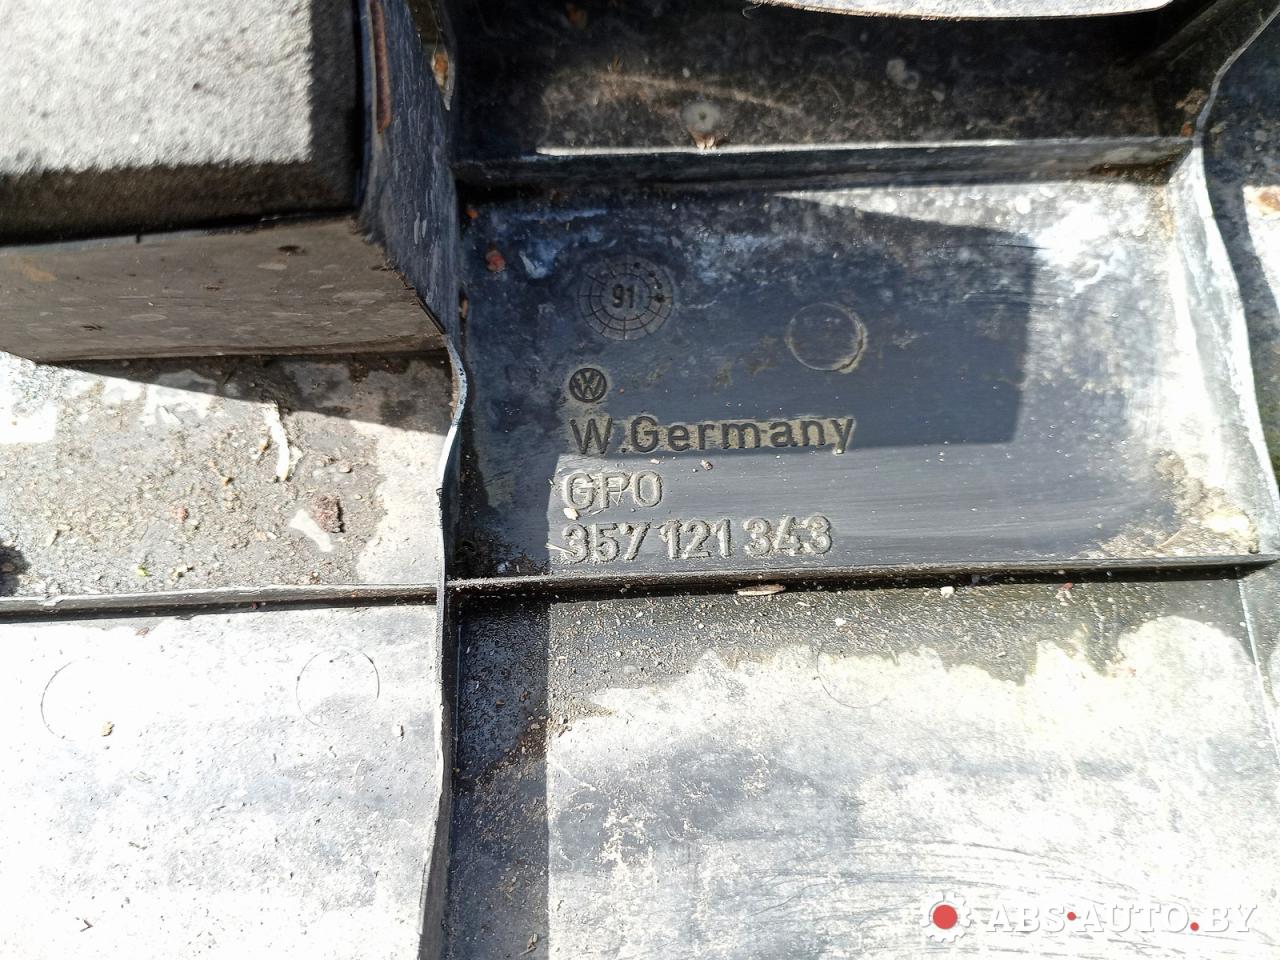 91
VW
W.Germany
GPO
357 121 343
ABS-AUTO.BY